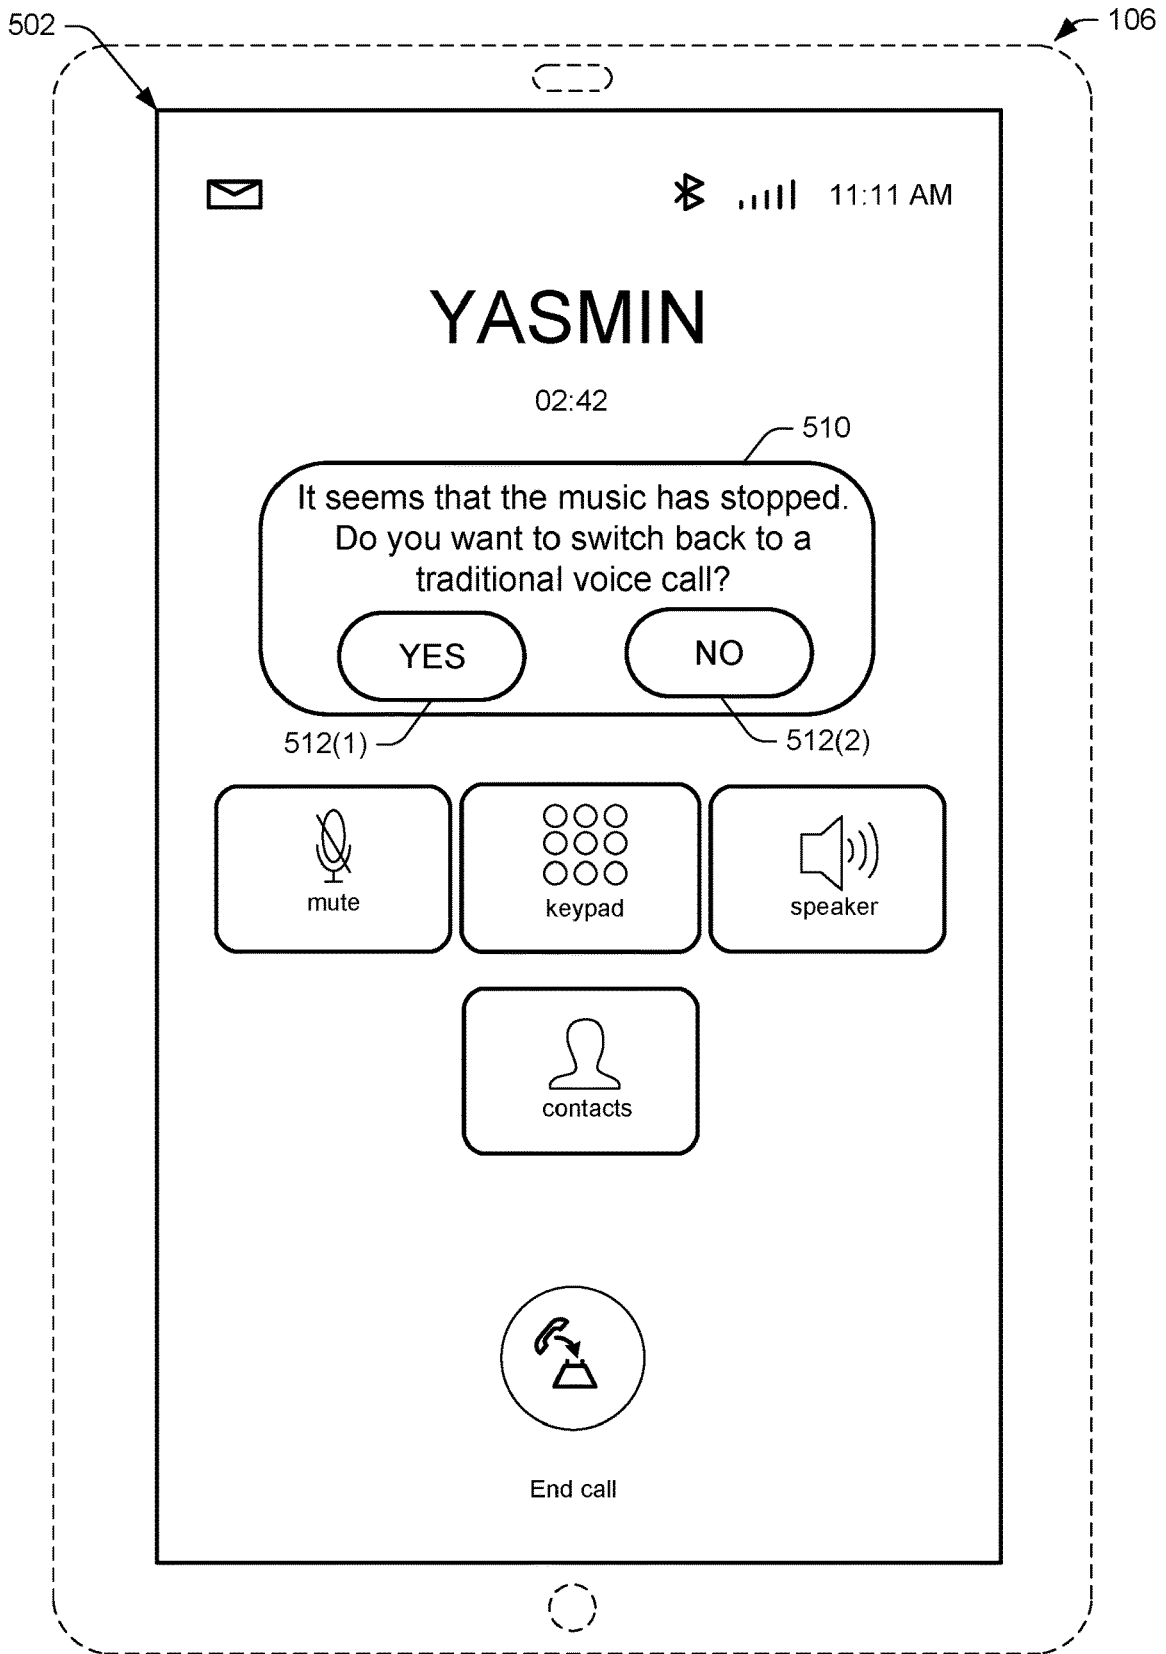 502
106
11:11 AM
YASMIN
02:42
510
It seems that the music has stopped.
Do you want to switch back to a
traditional voice call?
YES
NO
512(1)
512(2)
mute
keypad
speaker
contacts
End call